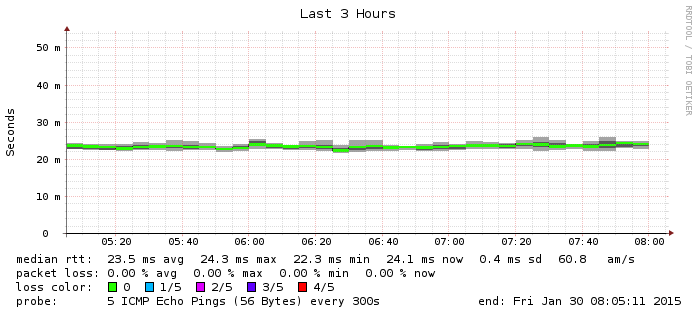 Last 3 Hours
RRDTOOL / TOBI OETIKER
Seconds
50 m
40 m
30 m
20 m
10 m
0
05:20 05:40 06:00 06:20 06:40 07:00 07:20 07:40 08:00
median rtt: 23.5 ms avg 24.3 ms max 22.3 ms min 24.1 ms now 0.4 ms sd 60.8 am/s
packet loss: 0.00 % avg 0.00 % max 0.00 % min 0.00 % now
loss color: 0 1/5 2/5 3/5 4/5
probe: 5 ICMP Echo Pings (56 Bytes) every 300s end: Fri Jan 30 08:05:11 2015